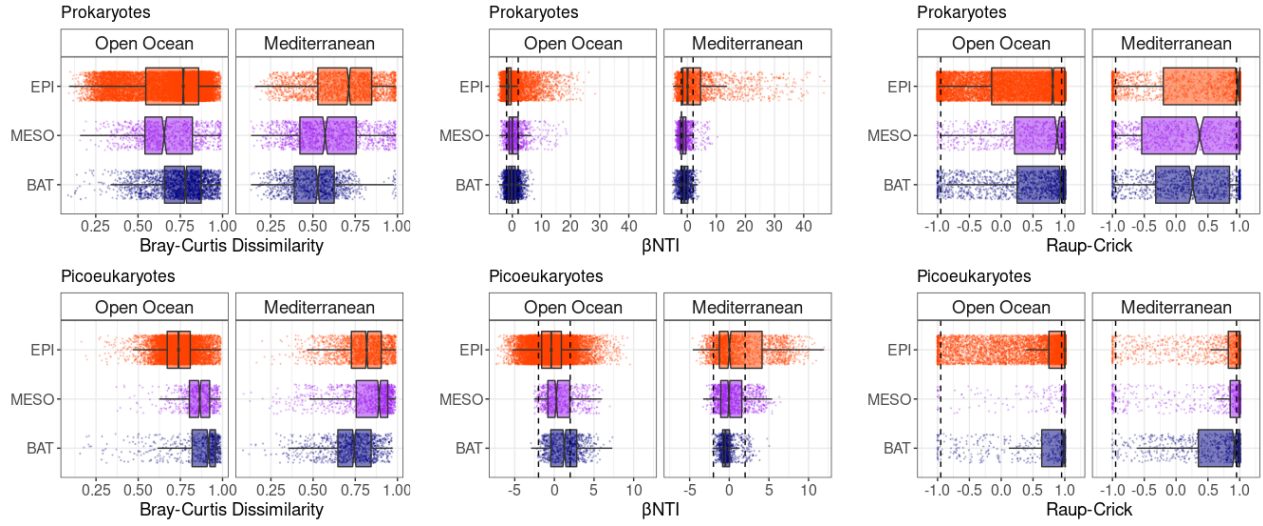 Prokaryotes Prokaryotes Prokaryotes
Open Ocean Mediterranean Open Ocean Mediterranean Open Ocean Mediterranean
EPI EPI EPI
MESO MESO MESO
BAT BAT BAT
0.25 0.50 0.75 1.00 0.25 0.50 0.75 1.00 0 10 20 30 40 0 10 20 30 40 -1.0 -0.5 0.0 0.5 1.0 -1.0 -0.5 0.0 0.5 1.0
Bray-Curtis Dissimilarity βNTI Raup-Crick
Picoeukaryotes Picoeukaryotes Picoeukaryotes
Open Ocean Mediterranean Open Ocean Mediterranean Open Ocean Mediterranean
EPI EPI EPI
MESO MESO MESO
BAT BAT BAT
0.25 0.50 0.75 1.00 0.25 0.50 0.75 1.00 -5 0 5 10 -5 0 5 10 -1.0 -0.5 0.0 0.5 1.0 -1.0 -0.5 0.0 0.5 1.0
Bray-Curtis Dissimilarity βNTI Raup-Crick